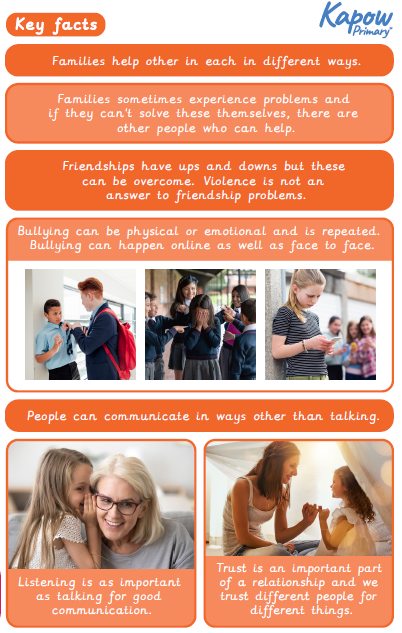 Key facts
Kapow
Primary™
Families help other in each in different ways.
Families sometimes experience problems and
if they can't solve these themselves, there are
other people who can help.
Friendships have ups and downs but these
can be overcome. Violence is not an
answer to friendship problems.
Bullying can be physical or emotional and is repeated.
Bullying can happen online as well as face to face.
People can communicate in ways other than talking.
Listening is as important
as talking for good
communication.
Trust is an important part
of a relationship and we
trust different people for
different things.